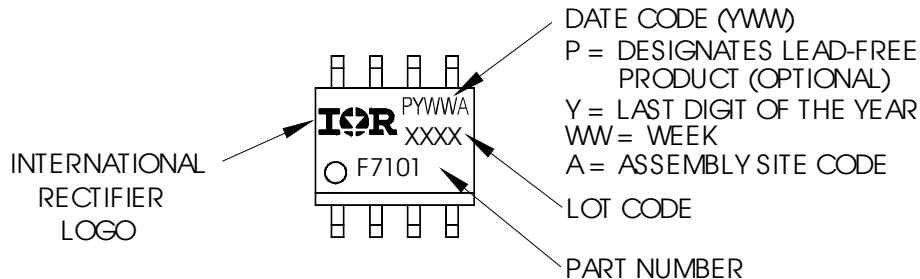 DATE CODE (YWW)
P = DESIGNATES LEAD-FREE
PRODUCT (OPTIONAL)
Y = LAST DIGIT OF THE YEAR
WW = WEEK
A = ASSEMBLY SITE CODE
LOT CODE
PART NUMBER
INTERNATIONAL
RECTIFIER
LOGO
IOR
PYWWA
XXXX
F7101